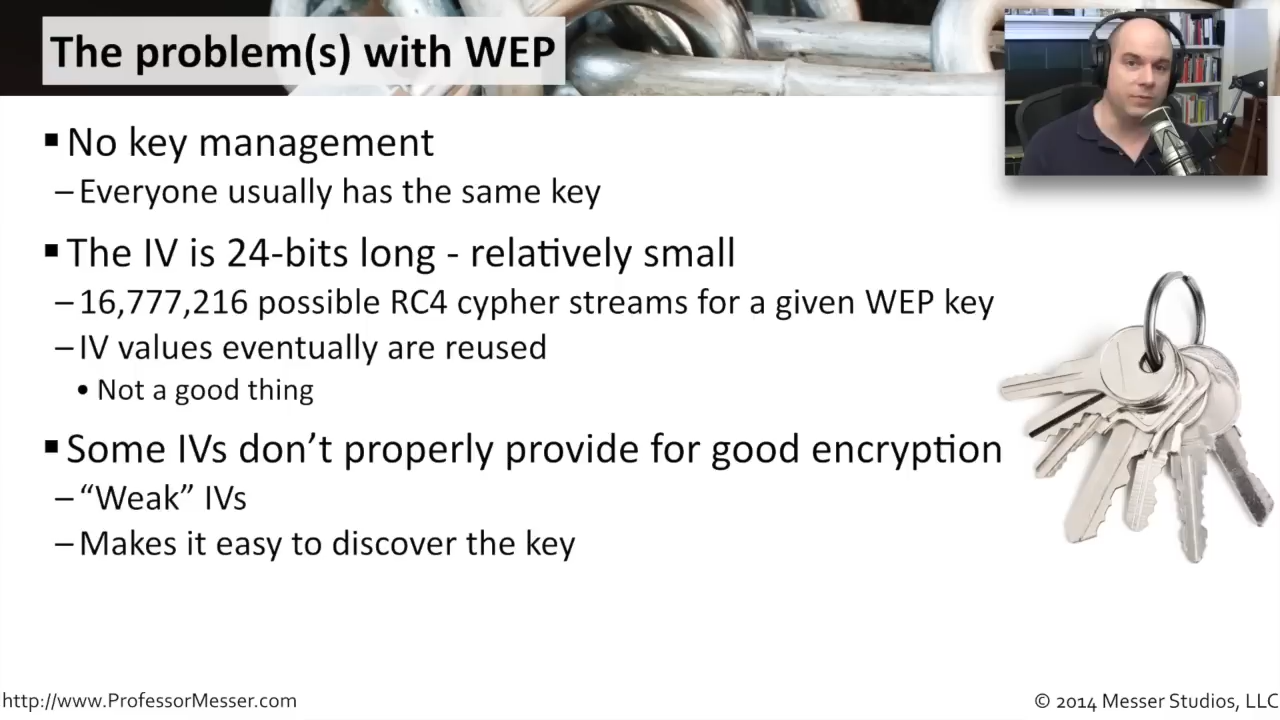 The problem(s) with WEP
▪ No key management
– Everyone usually has the same key
▪ The IV is 24-bits long - relatively small
– 16,777,216 possible RC4 cypher streams for a given WEP key
– IV values eventually are reused
• Not a good thing
▪ Some IVs don’t properly provide for good encryption
– “Weak” IVs
– Makes it easy to discover the key
http://www.ProfessorMesser.com
© 2014 Messer Studios, LLC